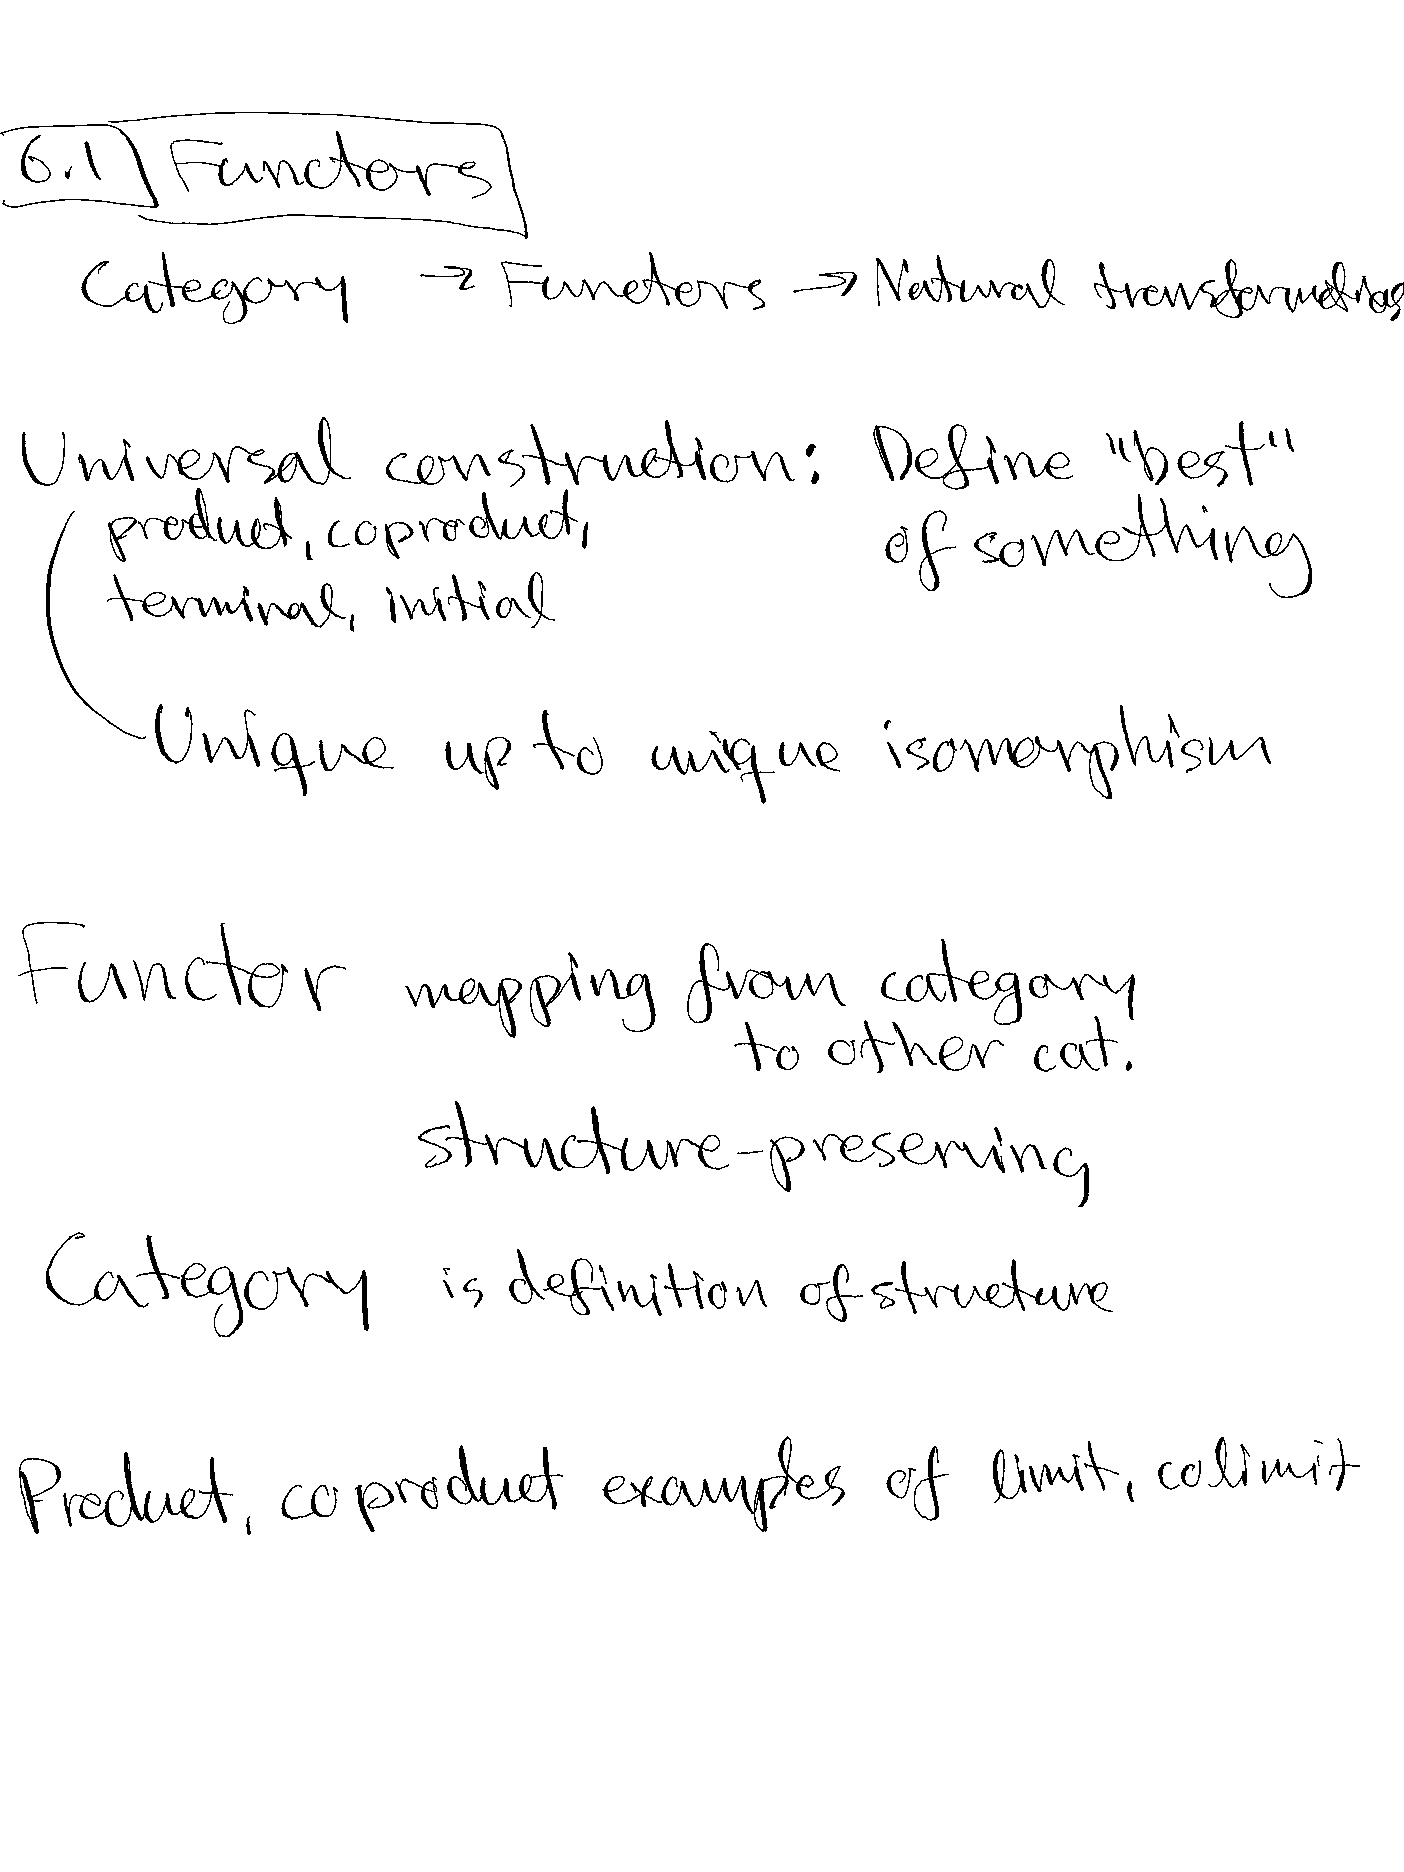 6.1 Functors
Category → Functors → Natural transformations
Universal construction: Define "best"
product, coproduct, of something
terminal, initial
Unique up to unique isomorphism
Functor mapping from category
to other cat.
structure-preserving
Category is definition of structure
Product, coproduct examples of limit, colimit